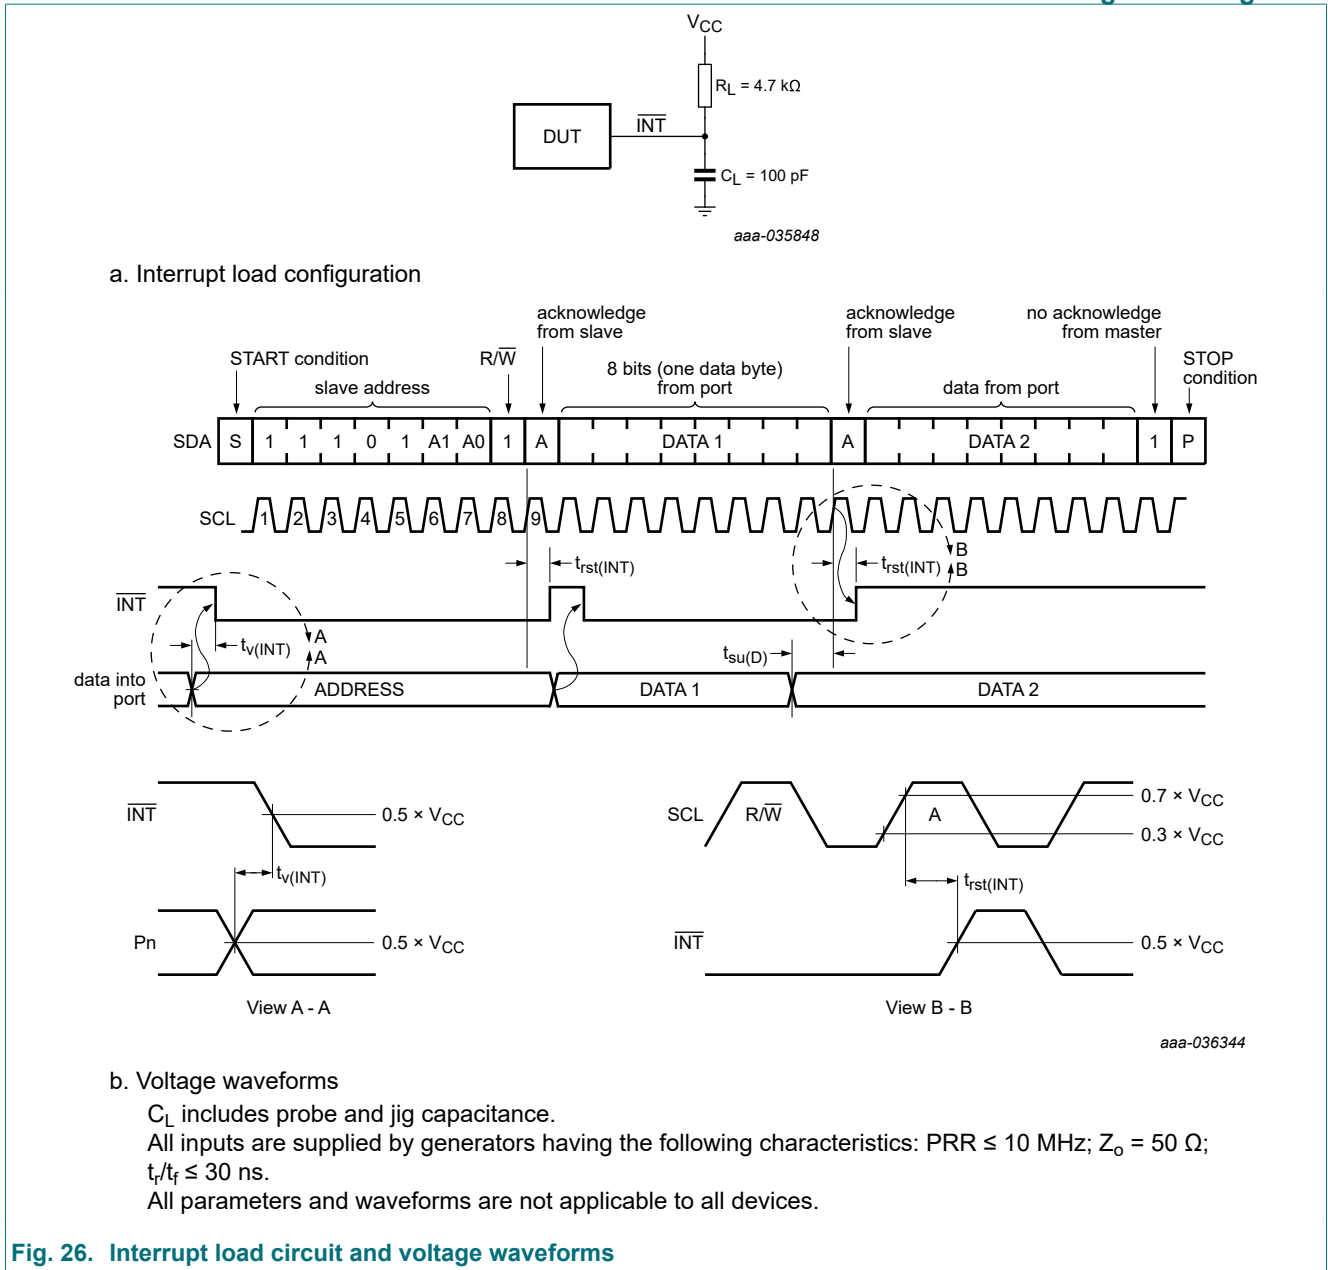 VCC
RL = 4.7 kΩ
DUT
INT
CL = 100 pF
aaa-035848
a. Interrupt load configuration
acknowledge
from slave
acknowledge
from slave
no acknowledge
from master
START condition
R/W
8 bits (one data byte)
from port
STOP
condition
slave address
data from port
SDA S 1 1 1 0 1 A1 A0 1 A DATA 1 A DATA 2 1 P
SCL 1 2 3 4 5 6 7 8 9
B
B
trst(INT)
trst(INT)
INT
A
A
tv(INT)
tsu(D)
data into
port
ADDRESS
DATA 1
DATA 2
INT
0.5 × VCC
tv(INT)
Pn
0.5 × VCC
View A - A
SCL
R/W
A
0.7 × VCC
0.3 × VCC
trst(INT)
INT
0.5 × VCC
View B - B
aaa-036344
b. Voltage waveforms
CL includes probe and jig capacitance.
All inputs are supplied by generators having the following characteristics: PRR ≤ 10 MHz; Zo = 50 Ω;
tr/tf ≤ 30 ns.
All parameters and waveforms are not applicable to all devices.
Fig. 26. Interrupt load circuit and voltage waveforms